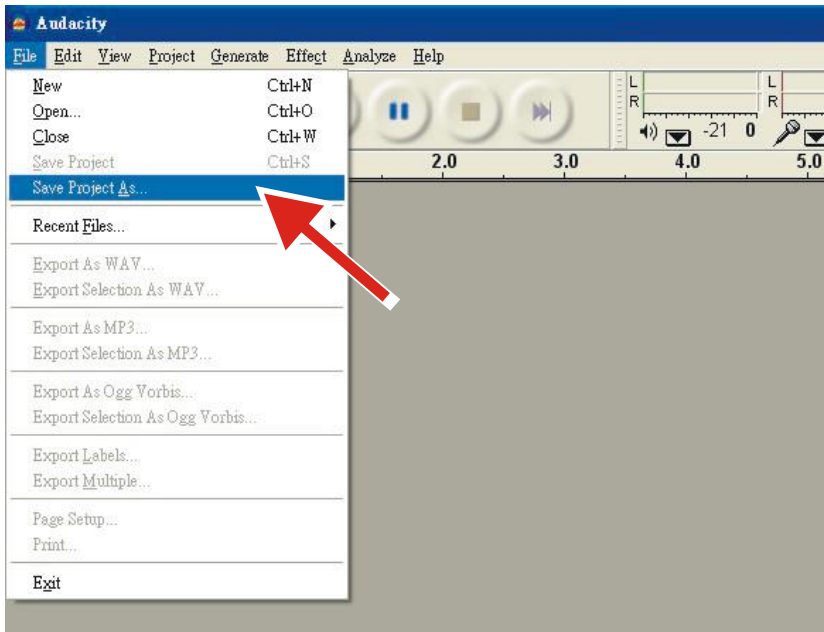 Audacity
File Edit View Project Generate Effect Analyze Help
New Ctrl+N
Open... Ctrl+O
Close Ctrl+W
Save Project Ctrl+S
Save Project As...
Recent Files...
Export As WAV...
Export Selection As WAV...
Export As MP3...
Export Selection As MP3...
Export As Ogg Vorbis...
Export Selection As Ogg Vorbis...
Export Labels...
Export Multiple...
Page Setup...
Print...
Exit
L L
R R
-21 0
2.0 3.0 4.0 5.0